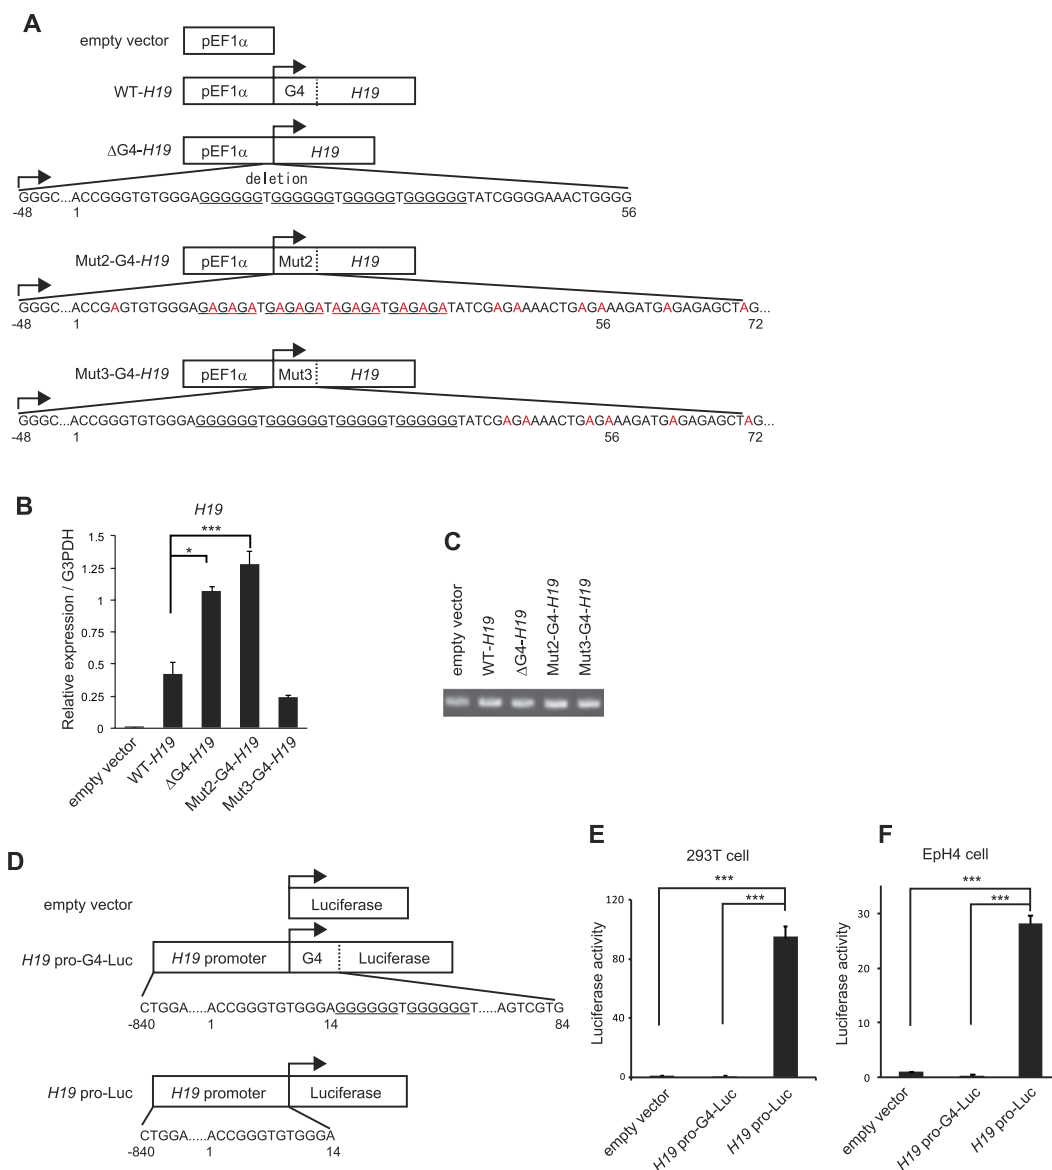 A
empty vector
pEF1α
WT-H19
pEF1α
G4
H19
ΔG4-H19
pEF1α
H19
deletion
GGGC...ACCGGGTGTGGGAGGGGGGTGGGGGGTGGGGGTGGGGGGTATCGGGGAAACTGGGG
-48
1
56
Mut2-G4-H19
pEF1α
Mut2
H19
GGGC...ACCGAGTGTGGGAGAGAGATGAGAGATAGAGATGAGAGATATCGAGAAAACTGAGAAAGATGAGAGAGCTAG...
-48
1
56
72
Mut3-G4-H19
pEF1α
Mut3
H19
GGGC...ACCGGGTGTGGGAGGGGGGTGGGGGGTGGGGGTGGGGGGTATCGAGAAAACTGAGAAAGATGAGAGAGCTAG...
-48
1
56
72
B
H19
Relative expression / G3PDH
1.5
1.25
1
0.75
0.5
0.25
0
***
*
empty vector
WT-H19
ΔG4-H19
Mut2-G4-H19
Mut3-G4-H19
C
empty vector
WT-H19
ΔG4-H19
Mut2-G4-H19
Mut3-G4-H19
D
empty vector
Luciferase
H19 pro-G4-Luc
H19 promoter
G4
Luciferase
CTGGA.....ACCGGGTGTGGGAGGGGGGTGGGGGGT.....AGTCGTG
-840
1
14
84
H19 pro-Luc
H19 promoter
Luciferase
CTGGA.....ACCGGGTGTGGGA
-840
1
14
E
293T cell
Luciferase activity
120
80
40
0
***
***
empty vector
H19 pro-G4-Luc
H19 pro-Luc
F
EpH4 cell
Luciferase activity
30
20
10
0
***
***
empty vector
H19 pro-G4-Luc
H19 pro-Luc